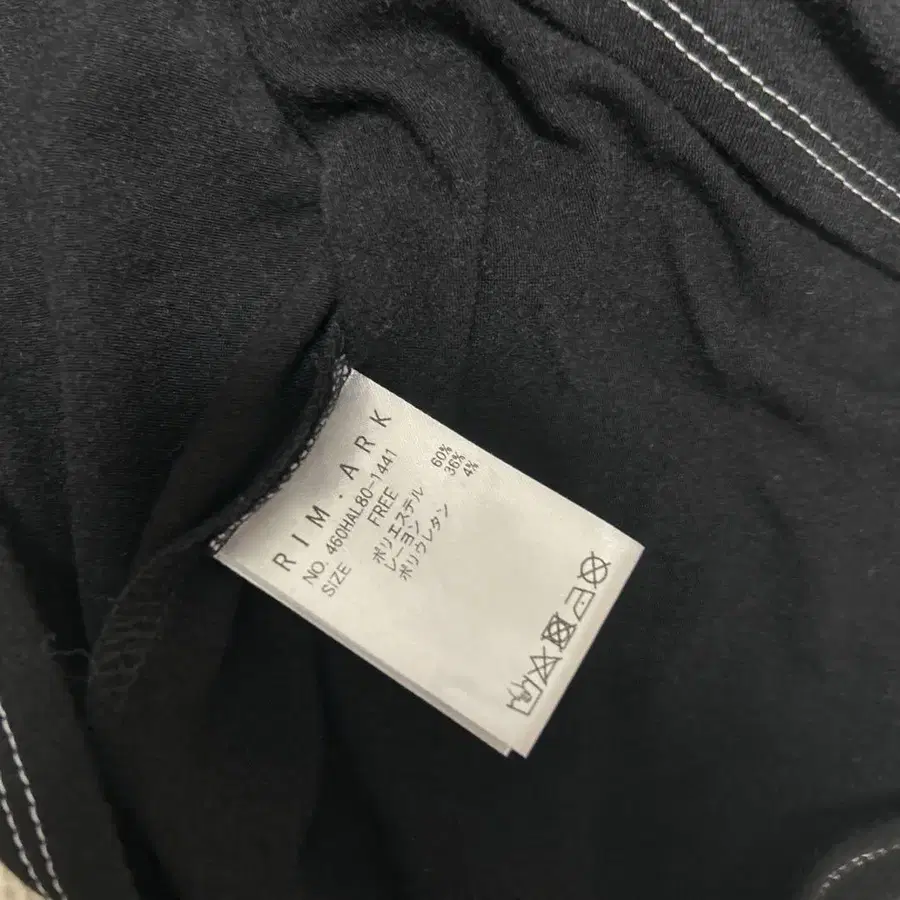 RIM・ARK
NO. 460HAL80-1441
SIZE FREE
ポリエステル 60%
レーヨン 36%
ポリウレタン 4%